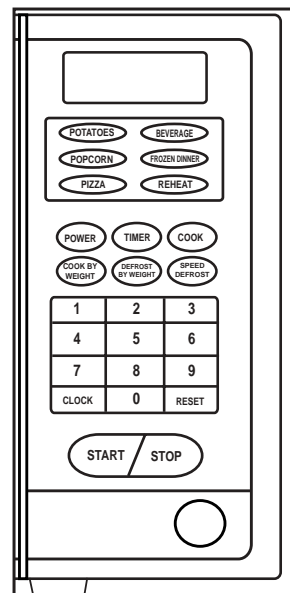 POTATOES BEVERAGE
POPCORN FROZEN DINNER
PIZZA REHEAT
POWER TIMER COOK
COOK BY WEIGHT DEFROST BY WEIGHT SPEED DEFROST
1 2 3
4 5 6
7 8 9
CLOCK 0 RESET
START STOP